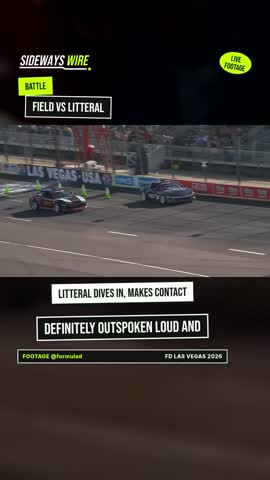 SIDEWAYS WIRE.
LIVE
FOOTAGE
BATTLE
FIELD VS LITTERAL
LAS VEGAS USA
LITTERAL DIVES IN, MAKES CONTACT
DEFINITELY OUTSPOKEN LOUD AND
FOOTAGE @formulad
FD LAS VEGAS 2026